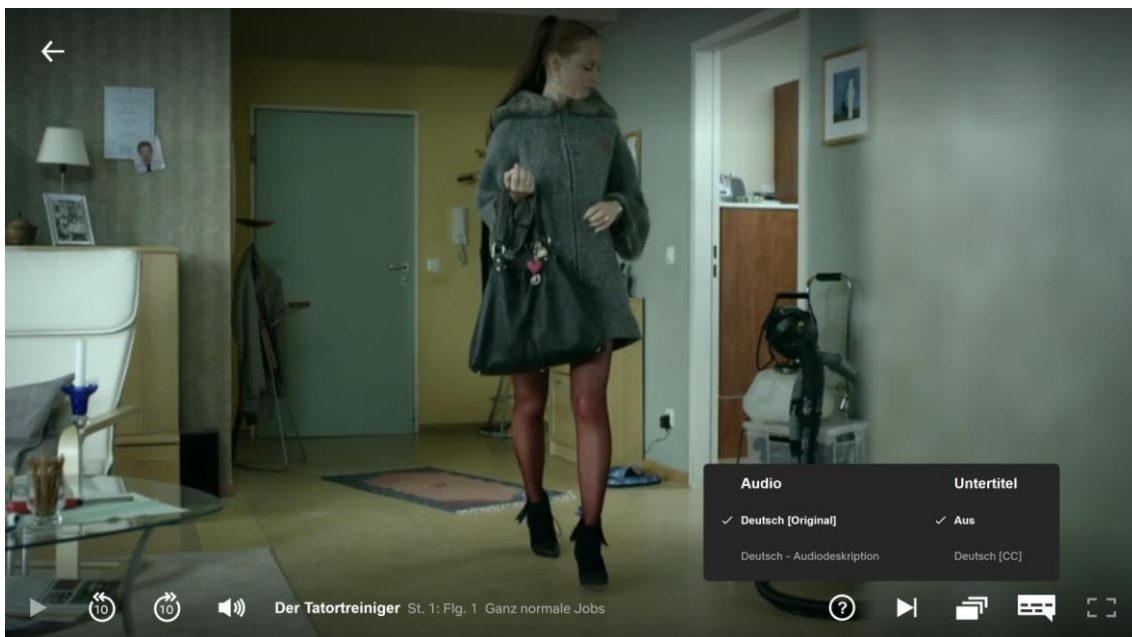 Audio
Untertitel
Deutsch [Original]
Aus
Deutsch - Audiodeskription
Deutsch [CC]
10
10
Der Tatortreiniger St. 1: Flg. 1 Ganz normale Jobs
?